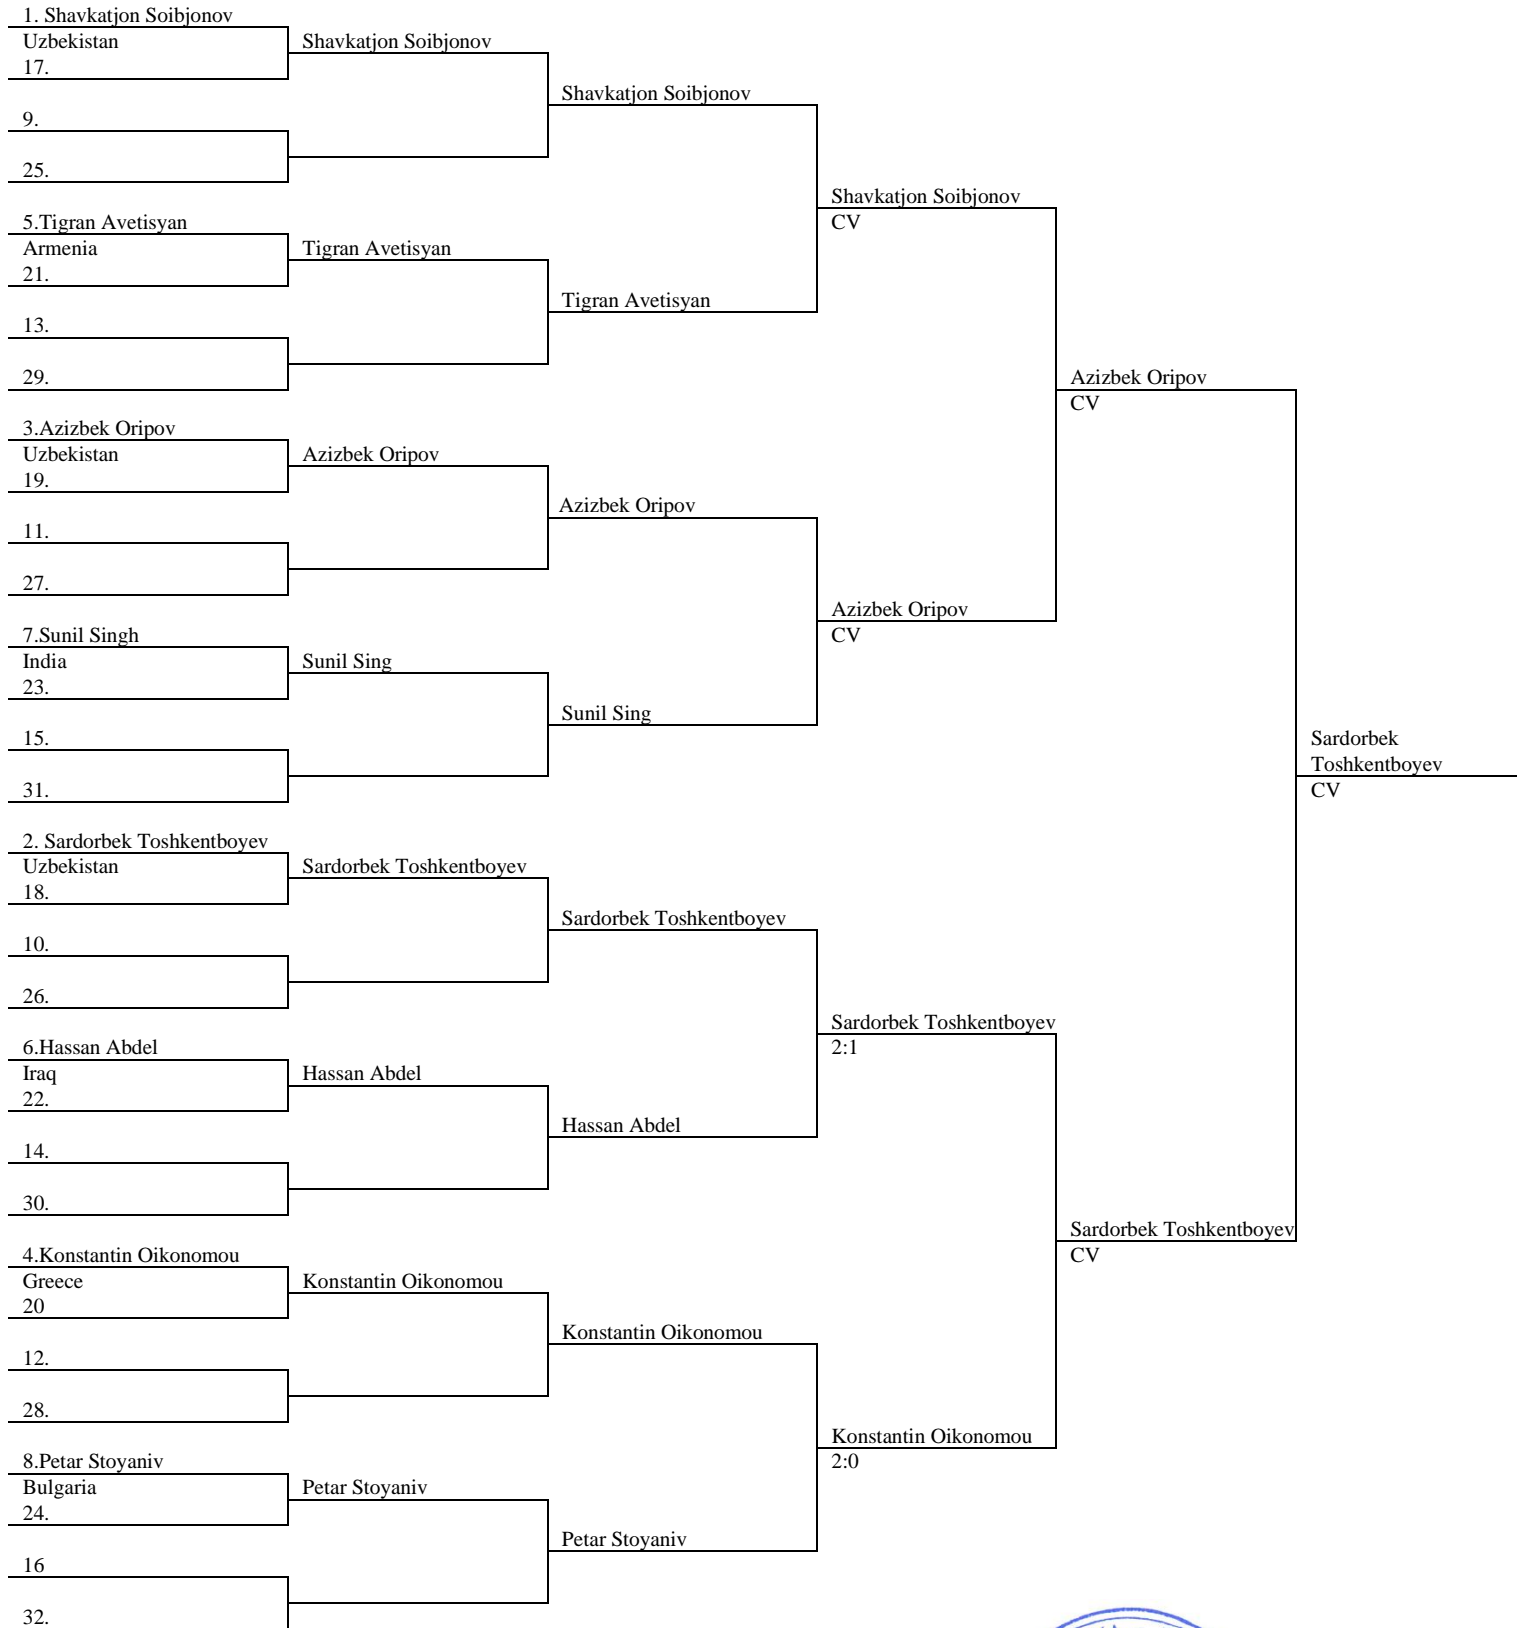 1. Shavkatjon Soibjonov
Uzbekistan
Shavkatjon Soibjonov
17.
Shavkatjon Soibjonov
9.
25.
Shavkatjon Soibjonov
CV
5.Tigran Avetisyan
Armenia
Tigran Avetisyan
21.
Tigran Avetisyan
13.
29.
Azizbek Oripov
CV
3.Azizbek Oripov
Uzbekistan
Azizbek Oripov
19.
Azizbek Oripov
11.
27.
Azizbek Oripov
CV
7.Sunil Singh
India
Sunil Sing
23.
Sunil Sing
15.
31.
Sardorbek
Toshkentboyev
CV
2. Sardorbek Toshkentboyev
Uzbekistan
Sardorbek Toshkentboyev
18.
Sardorbek Toshkentboyev
10.
26.
Sardorbek Toshkentboyev
2:1
6.Hassan Abdel
Iraq
Hassan Abdel
22.
Hassan Abdel
14.
30.
Sardorbek Toshkentboyev
CV
4.Konstantin Oikonomou
Greece
Konstantin Oikonomou
20
Konstantin Oikonomou
12.
28.
Konstantin Oikonomou
2:0
8.Petar Stoyaniv
Bulgaria
Petar Stoyaniv
24.
Petar Stoyaniv
16
32.